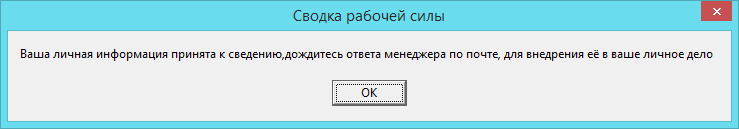 Сводка рабочей силы
Ваша личная информация принята к сведению,дождитесь ответа менеджера по почте, для внедрения её в ваше личное дело
OK